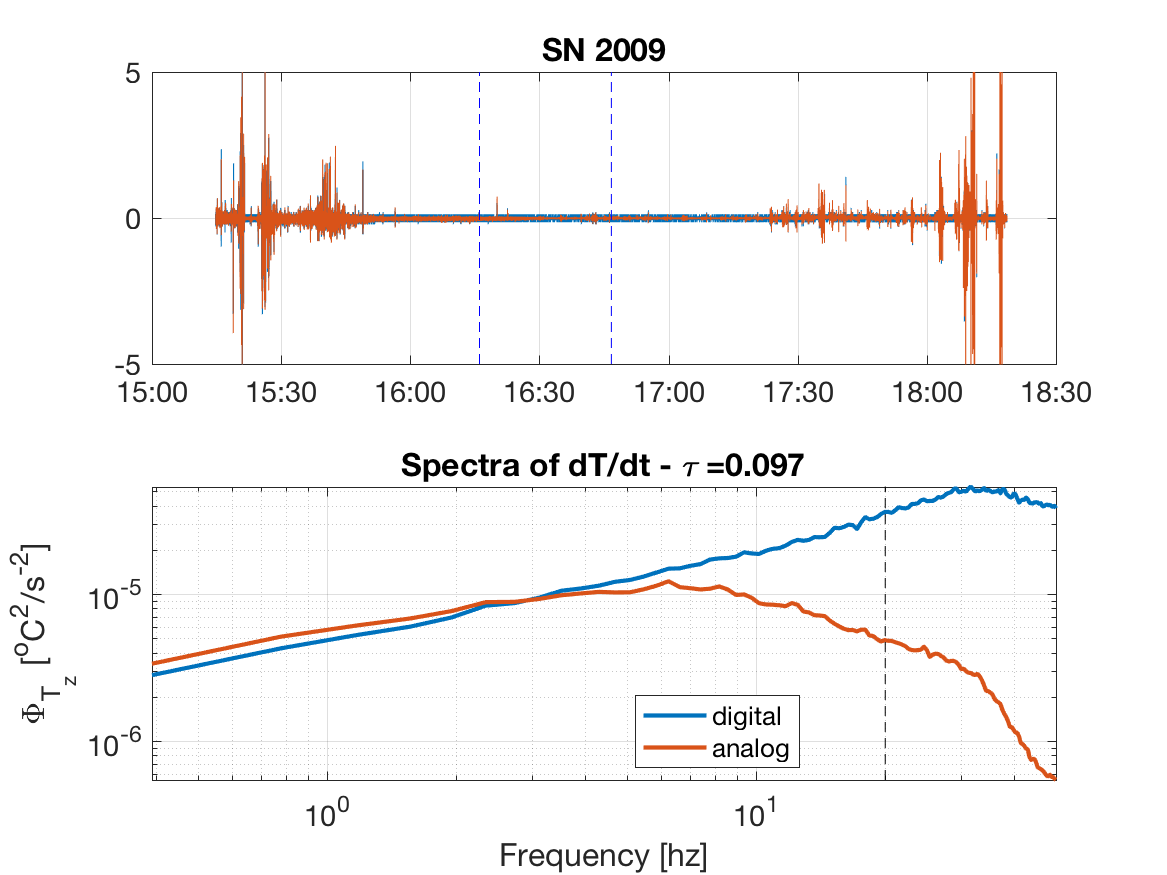 SN 2009
5
0
-5
15:00 15:30 16:00 16:30 17:00 17:30 18:00 18:30
Spectra of dT/dt - τ =0.097
Φ_{T_z} [°C²/s⁻²]
10⁻⁵
10⁻⁶
digital
analog
10⁰ 10¹
Frequency [hz]